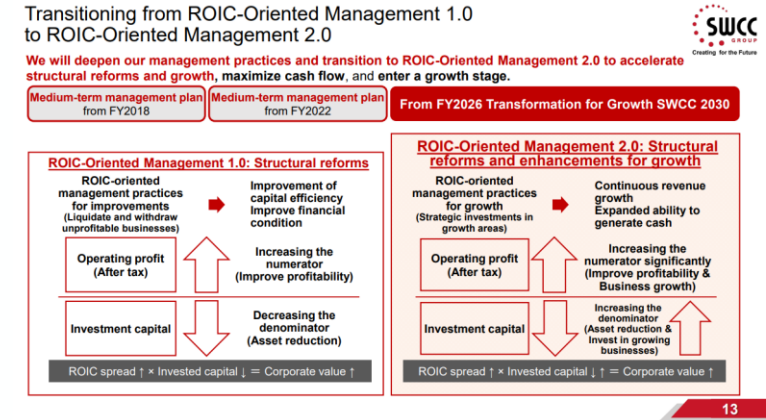 Transitioning from ROIC-Oriented Management 1.0
to ROIC-Oriented Management 2.0
SWCC
GROUP
Creating for the Future
We will deepen our management practices and transition to ROIC-Oriented Management 2.0 to accelerate
structural reforms and growth, maximize cash flow, and enter a growth stage.
Medium-term management plan
from FY2018
Medium-term management plan
from FY2022
From FY2026 Transformation for Growth SWCC 2030
ROIC-Oriented Management 1.0: Structural reforms
ROIC-oriented
management practices
for improvements
(Liquidate and withdraw
unprofitable businesses)
Improvement of
capital efficiency
Improve financial
condition
Operating profit
(After tax)
Increasing the
numerator
(Improve profitability)
Investment capital
Decreasing the
denominator
(Asset reduction)
ROIC spread ↑ × Invested capital ↓ = Corporate value ↑
ROIC-Oriented Management 2.0: Structural
reforms and enhancements for growth
ROIC-oriented
management practices
for growth
(Strategic investments in
growth areas)
Continuous revenue
growth
Expanded ability to
generate cash
Operating profit
(After tax)
Increasing the
numerator significantly
(Improve profitability &
Business growth)
Investment capital
Increasing the
denominator
(Asset reduction &
Invest in growing
businesses)
ROIC spread ↑ × Invested capital ↓ ↑ = Corporate value ↑
13